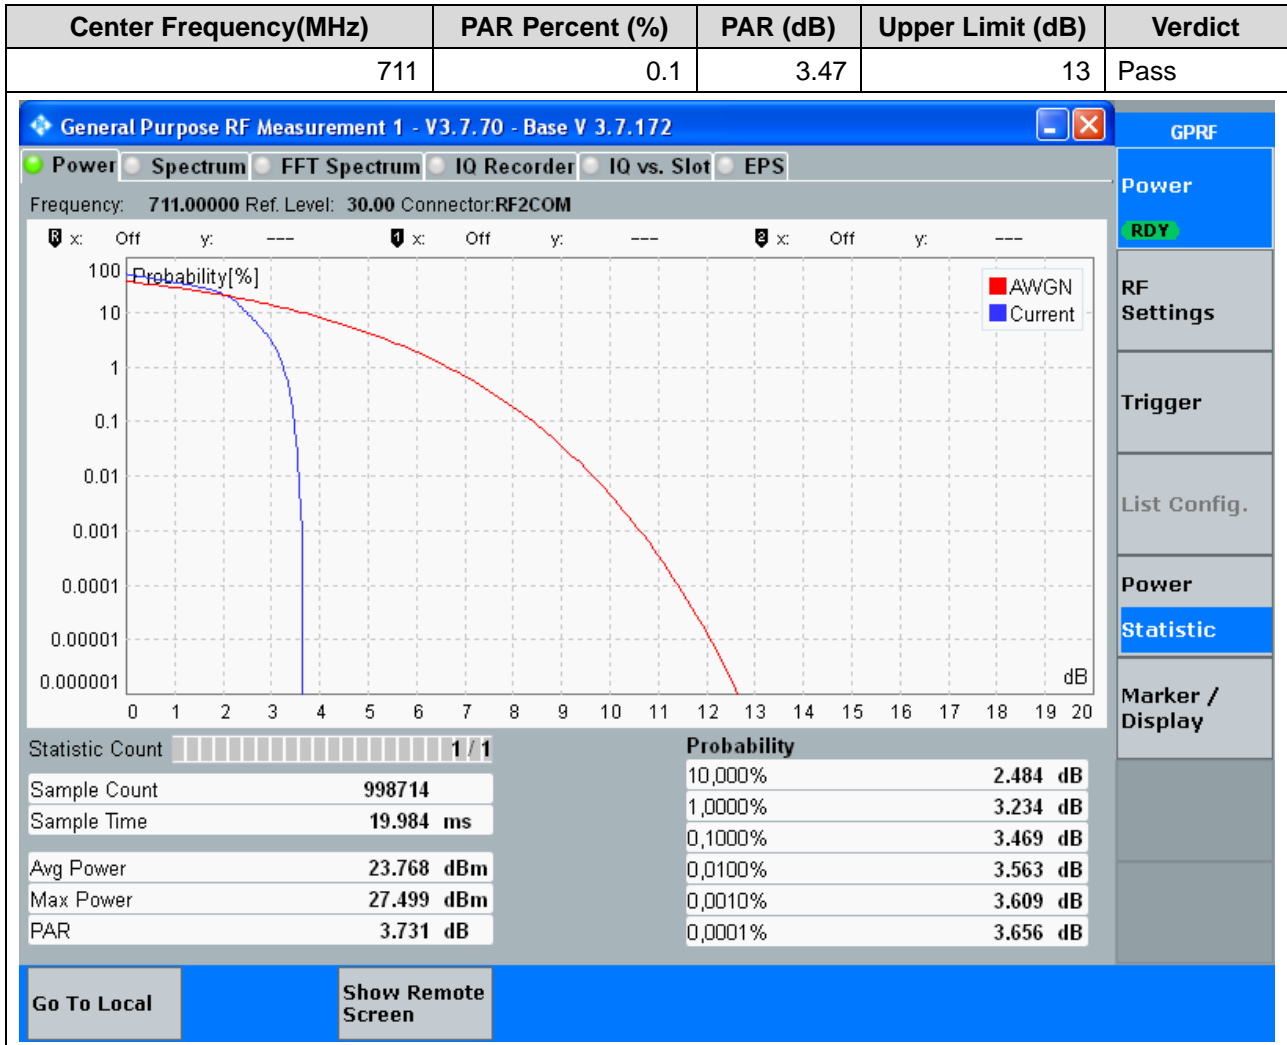 Center Frequency(MHz) PAR Percent (%) PAR (dB) Upper Limit (dB) Verdict
711 0.1 3.47 13 Pass
General Purpose RF Measurement 1 - V3.7.70 - Base V 3.7.172
GPRF
Power Spectrum FFT Spectrum IQ Recorder IQ vs. Slot EPS
Frequency: 711.00000 Ref. Level: 30.00 Connector:RF2COM
R x: Off y: --- 1 x: Off y: --- 2 x: Off y: ---
Probability[%]
AWGN
Current
100
10
1
0.1
0.01
0.001
0.0001
0.00001
0.000001
dB
0 1 2 3 4 5 6 7 8 9 10 11 12 13 14 15 16 17 18 19 20
Statistic Count 1 / 1
Sample Count 998714
Sample Time 19.984 ms
Avg Power 23.768 dBm
Max Power 27.499 dBm
PAR 3.731 dB
Probability
10,000% 2.484 dB
1,0000% 3.234 dB
0,1000% 3.469 dB
0,0100% 3.563 dB
0,0010% 3.609 dB
0,0001% 3.656 dB
Power
RDY
RF
Settings
Trigger
List Config.
Power
Statistic
Marker /
Display
Go To Local
Show Remote
Screen